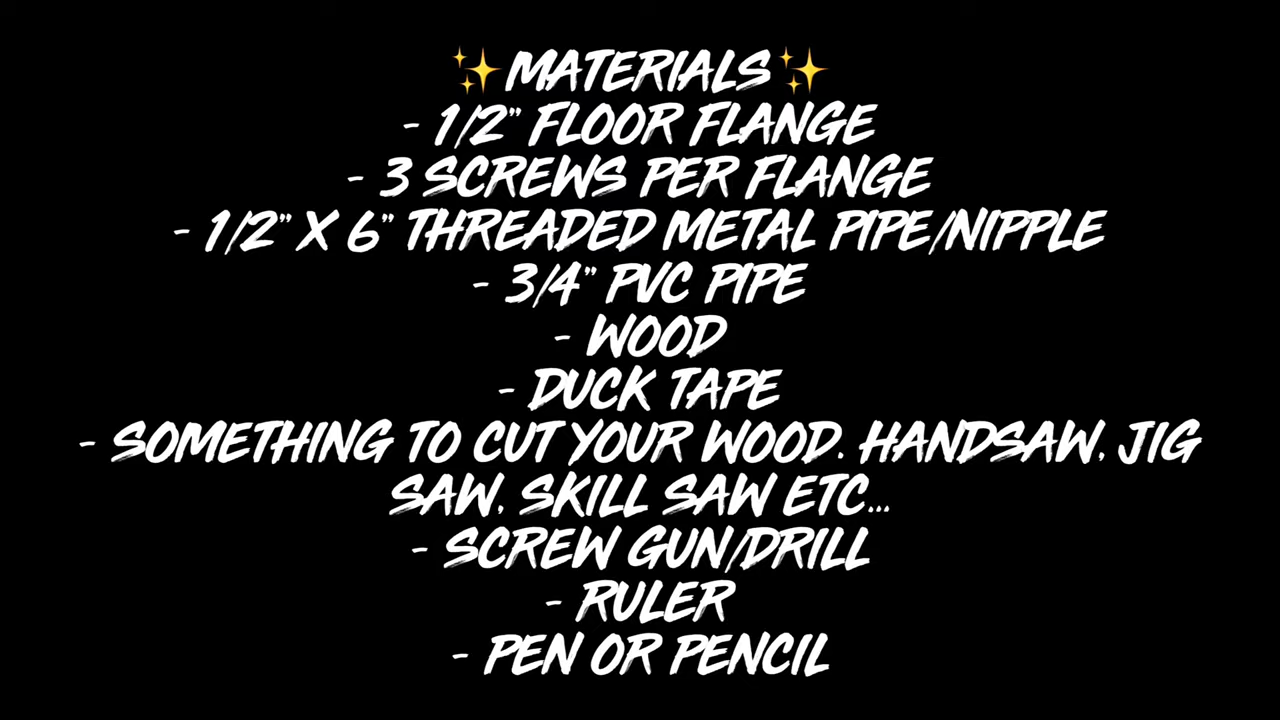 ✨MATERIALS✨
- 1/2" FLOOR FLANGE
- 3 SCREWS PER FLANGE
- 1/2" X 6" THREADED METAL PIPE/NIPPLE
- 3/4" PVC PIPE
- WOOD
- DUCK TAPE
- SOMETHING TO CUT YOUR WOOD. HANDSAW, JIG
SAW, SKILL SAW ETC...
- SCREW GUN/DRILL
- RULER
- PEN OR PENCIL